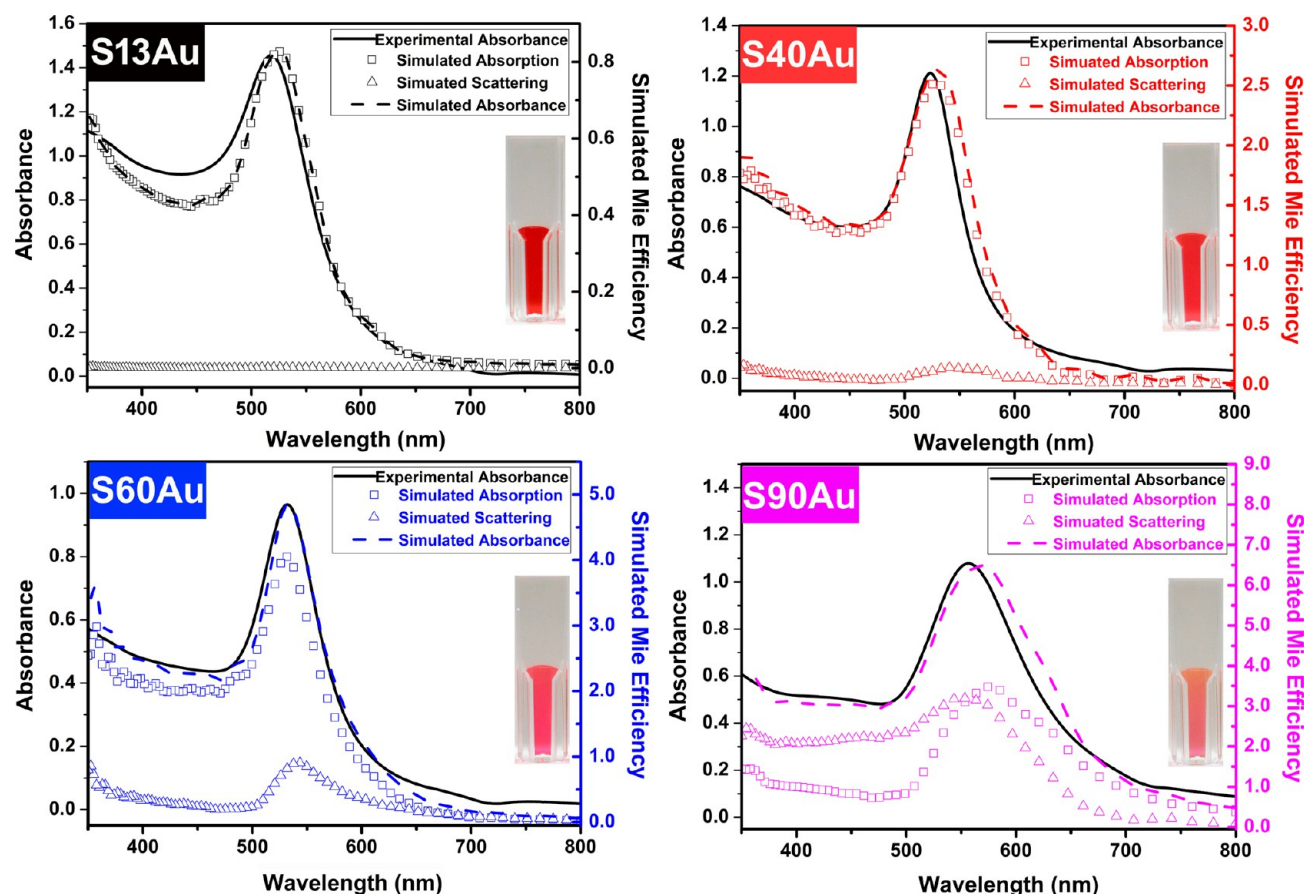 S13Au
Experimental Absorbance
Simulated Absorption
Simuated Scattering
Simulated Absorbance
Absorbance
1.6
1.4
1.2
1.0
0.8
0.6
0.4
0.2
0.0
Simulated Mie Efficiency
0.8
0.6
0.4
0.2
0.0
400 500 600 700 800
Wavelength (nm)
S40Au
Experimental Absorbance
Simulated Absorption
Simuated Scattering
Simulated Absorbance
Absorbance
1.4
1.2
1.0
0.8
0.6
0.4
0.2
0.0
Simulated Mie Efficiency
3.0
2.5
2.0
1.5
1.0
0.5
0.0
400 500 600 700 800
Wavelength (nm)
S60Au
Experimental Absorbance
Simulated Absorption
Simuated Scattering
Simulated Absorbance
Absorbance
1.0
0.8
0.6
0.4
0.2
0.0
Simulated Mie Efficiency
5.0
4.0
3.0
2.0
1.0
0.0
400 500 600 700 800
Wavelength (nm)
S90Au
Experimental Absorbance
Simulated Absorption
Simuated Scattering
Simulated Absorbance
Absorbance
1.4
1.2
1.0
0.8
0.6
0.4
0.2
0.0
Simulated Mie Efficiency
9.0
8.0
7.0
6.0
5.0
4.0
3.0
2.0
1.0
0.0
400 500 600 700 800
Wavelength (nm)